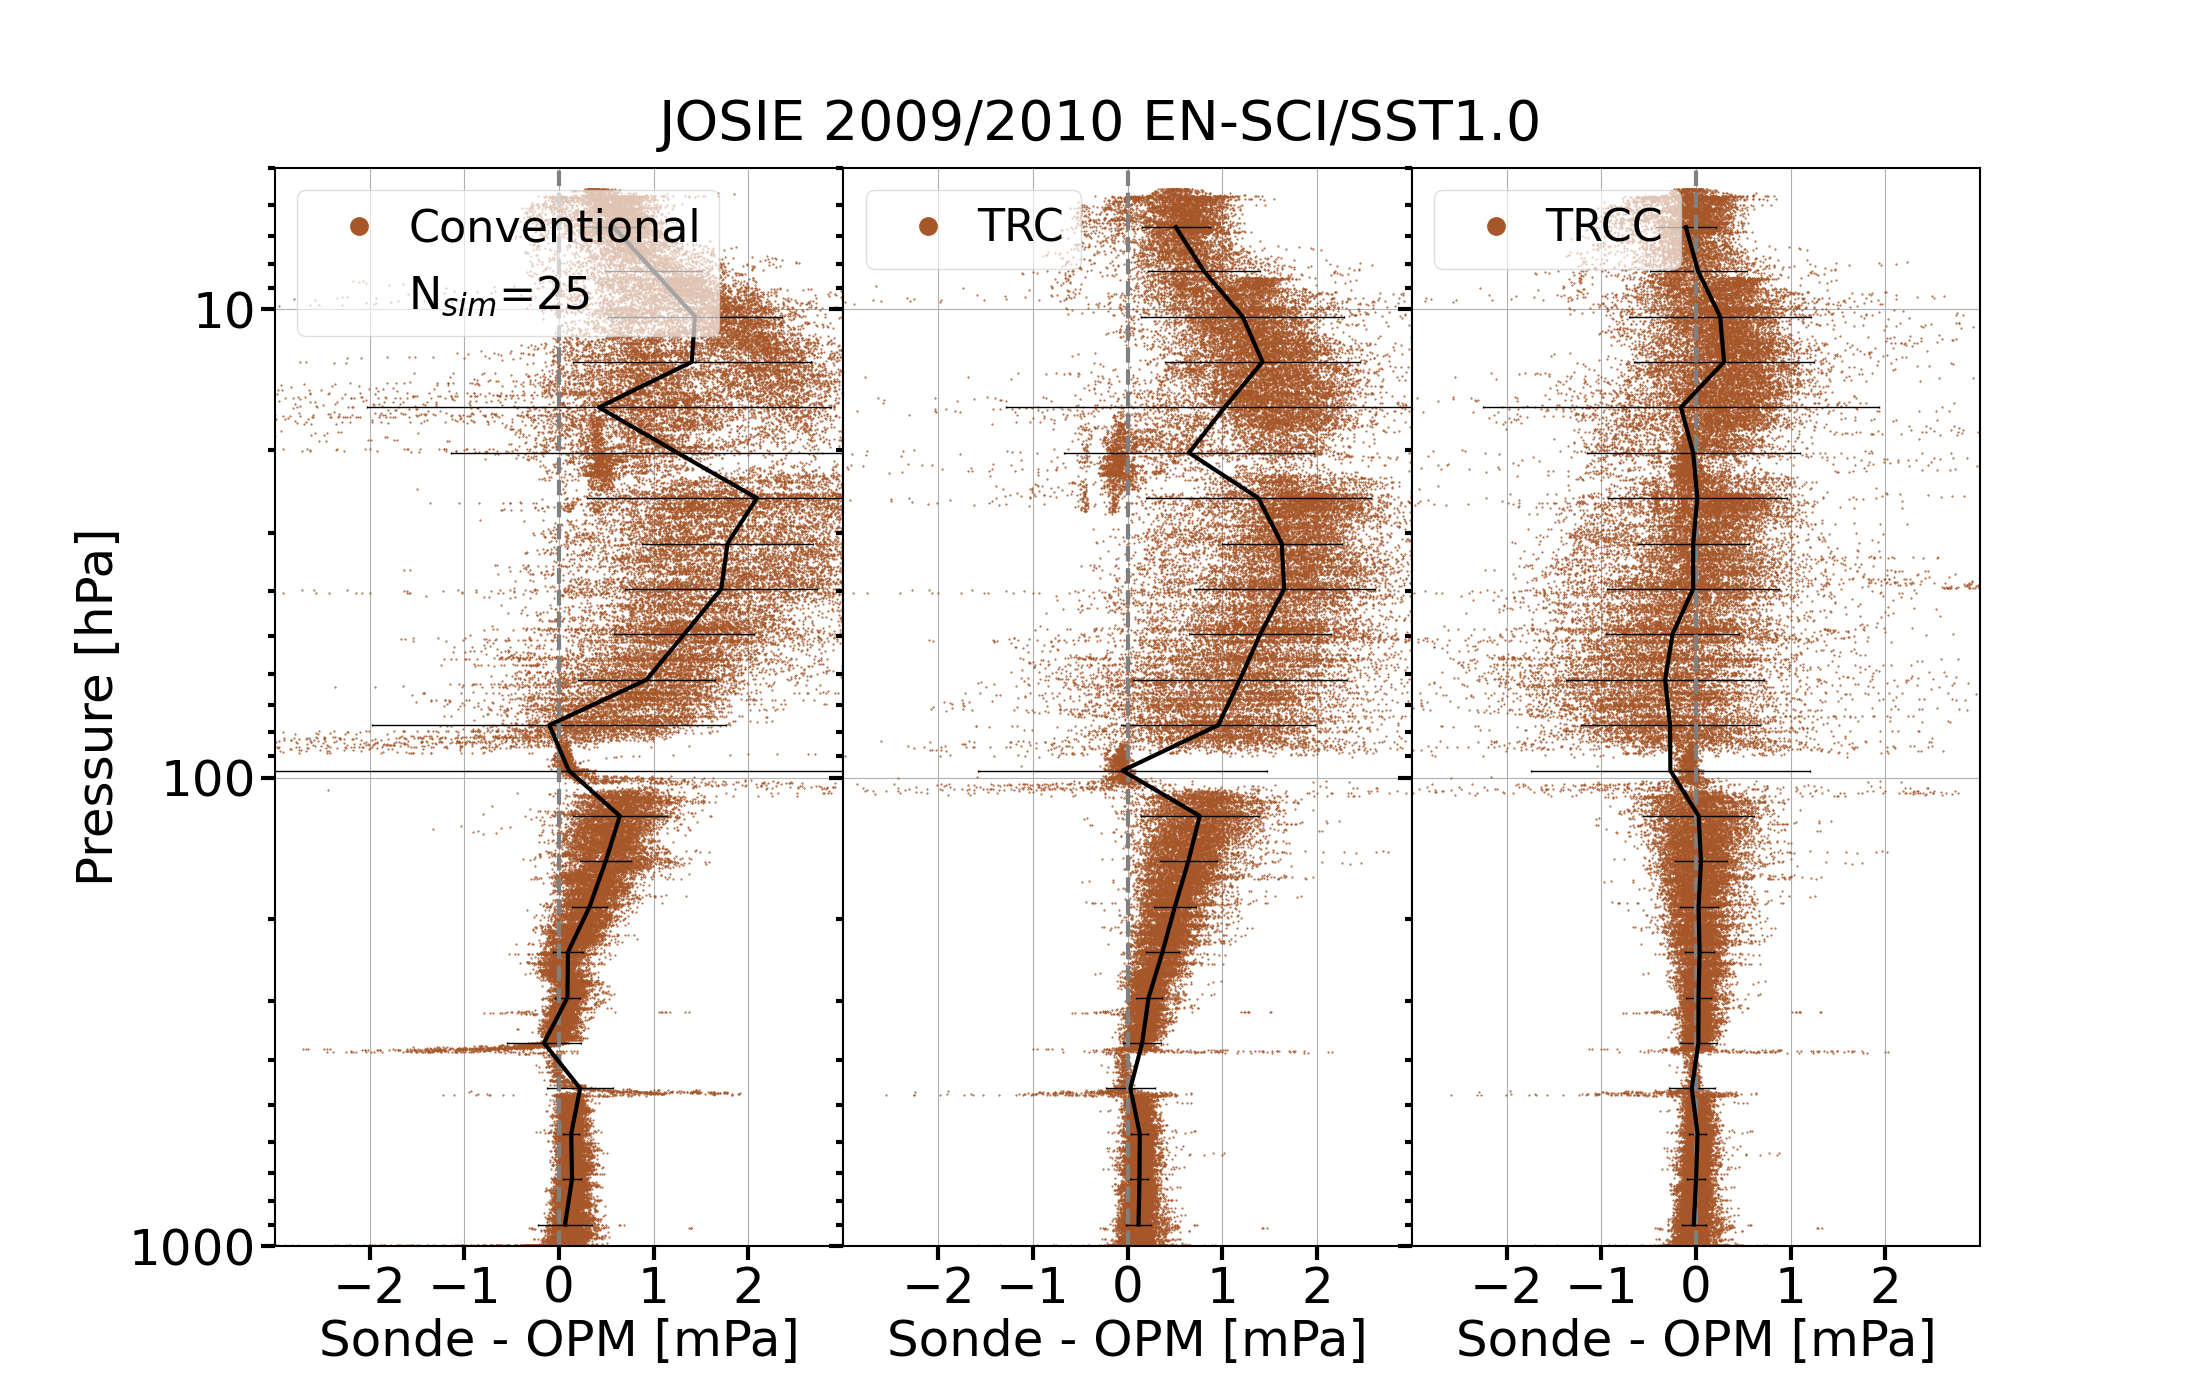 JOSIE 2009/2010 EN-SCI/SST1.0
Conventional
N_sim=25
TRC
TRCC
Pressure [hPa]
10
100
1000
−2 −1 0 1 2
−2 −1 0 1 2
−2 −1 0 1 2
Sonde - OPM [mPa]
Sonde - OPM [mPa]
Sonde - OPM [mPa]